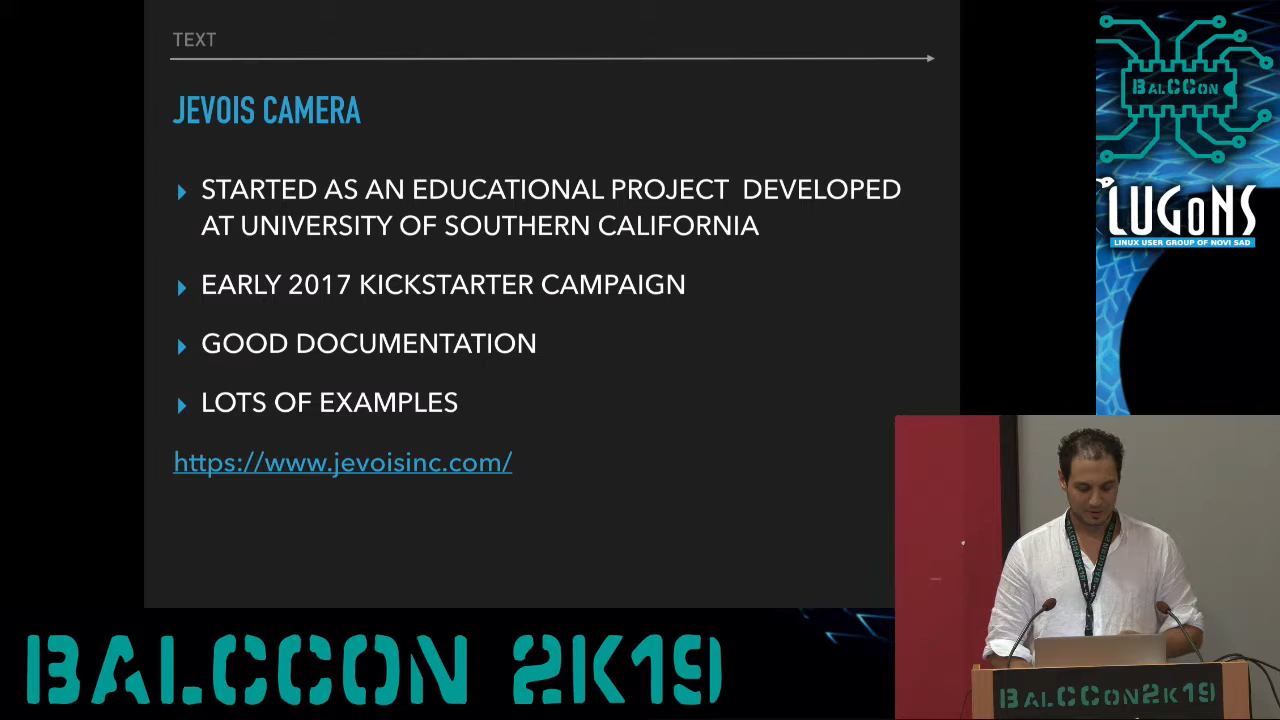 TEXT
JEVOIS CAMERA
STARTED AS AN EDUCATIONAL PROJECT DEVELOPED
AT UNIVERSITY OF SOUTHERN CALIFORNIA
EARLY 2017 KICKSTARTER CAMPAIGN
GOOD DOCUMENTATION
LOTS OF EXAMPLES
https://www.jevoisinc.com/
BALCCON
LUGONS
LINUX USER GROUP OF NOVI SAD
BALCCON2K19
BALCCON 2K19